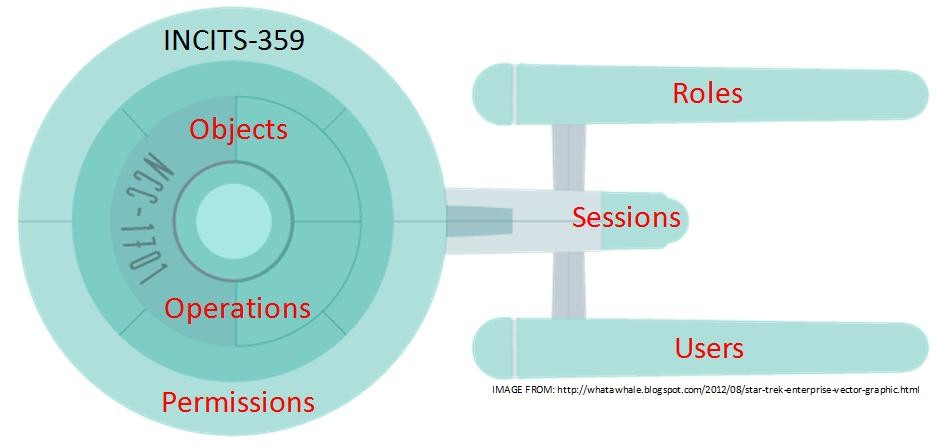 INCITS-359
Objects
NCC-1701
Operations
Permissions
Roles
Sessions
Users
IMAGE FROM: http://whatawhale.blogspot.com/2012/08/star-trek-enterprise-vector-graphic.html